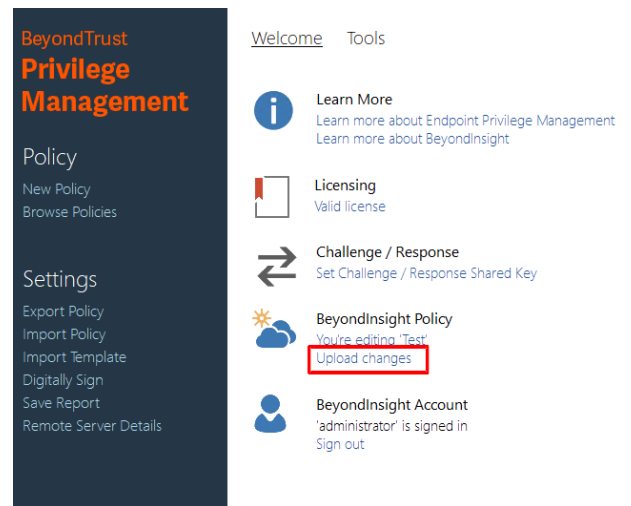 BeyondTrust
Privilege
Management
Policy
New Policy
Browse Policies
Settings
Export Policy
Import Policy
Import Template
Digitally Sign
Save Report
Remote Server Details
Welcome Tools
Learn More
Learn more about Endpoint Privilege Management
Learn more about BeyondInsight
Licensing
Valid license
Challenge / Response
Set Challenge / Response Shared Key
BeyondInsight Policy
You're editing 'Test'
Upload changes
BeyondInsight Account
'administrator' is signed in
Sign out